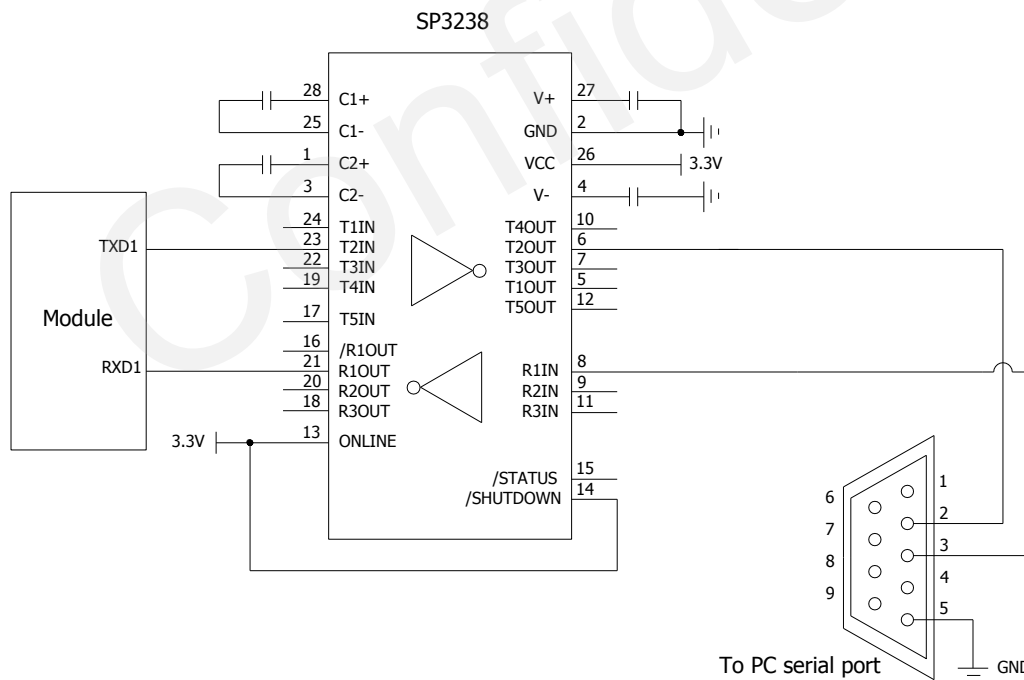 SP3238
Confide
28 C1+
25 C1-
1 C2+
3 C2-
24 T1IN
23 T2IN
22 T3IN
19 T4IN
17 T5IN
16 /R1OUT
21 R1OUT
20 R2OUT
18 R3OUT
13 ONLINE
3.3V
V+ 27
GND 2
VCC 26
3.3V
V- 4
T4OUT 10
T2OUT 6
T3OUT 7
T1OUT 5
T5OUT 12
R1IN 8
R2IN 9
R3IN 11
/STATUS 15
/SHUTDOWN 14
TXD1
Module
RXD1
1
6
2
7
3
8
4
9
5
To PC serial port
GND